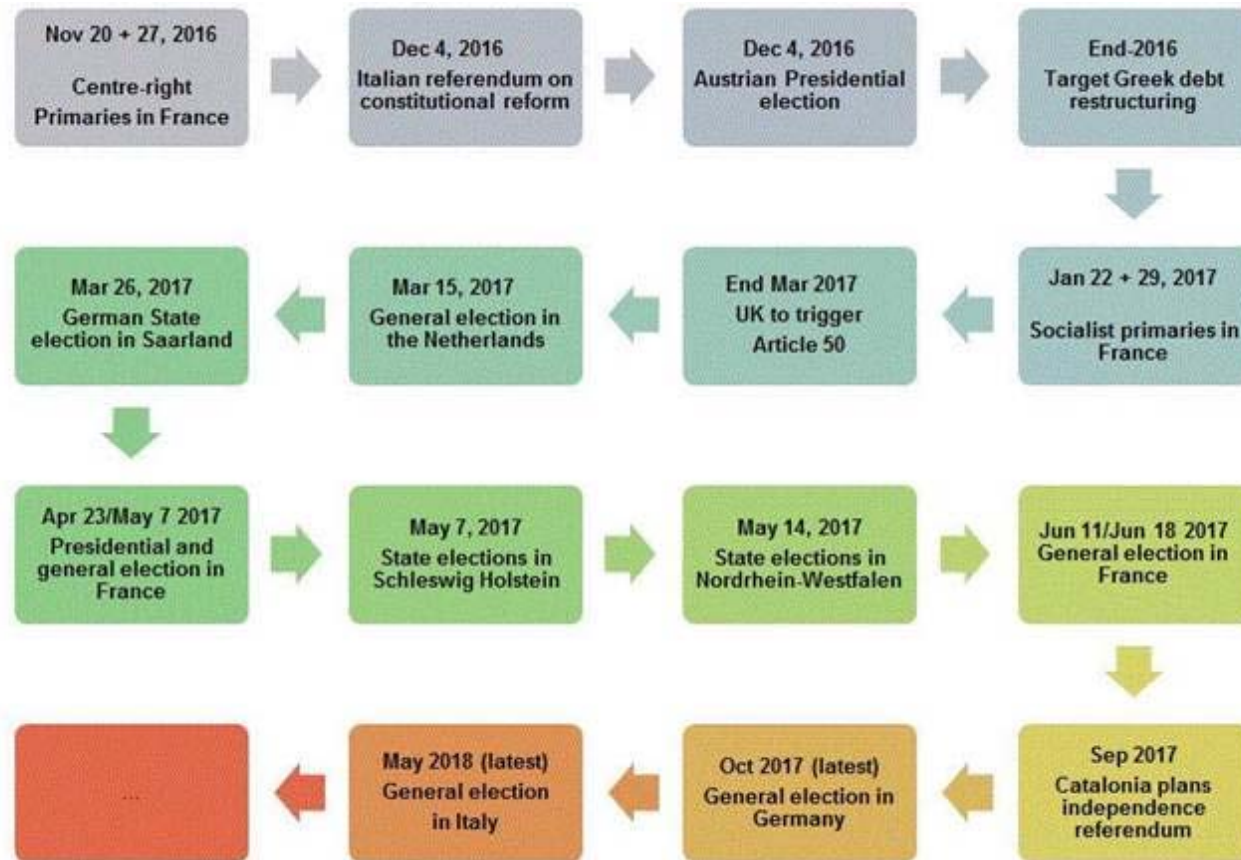 Nov 20 + 27, 2016
Centre-right
Primaries in France
Dec 4, 2016
Italian referendum on
constitutional reform
Dec 4, 2016
Austrian Presidential
election
End-2016
Target Greek debt
restructuring
Jan 22 + 29, 2017
Socialist primaries in
France
End Mar 2017
UK to trigger
Article 50
Mar 15, 2017
General election in
the Netherlands
Mar 26, 2017
German State
election in Saarland
Apr 23/May 7 2017
Presidential and
general election in
France
May 7, 2017
State elections in
Schleswig Holstein
May 14, 2017
State elections in
Nordrhein-Westfalen
Jun 11/Jun 18 2017
General election in
France
Sep 2017
Catalonia plans
independence
referendum
Oct 2017 (latest)
General election in
Germany
May 2018 (latest)
General election
in Italy
...